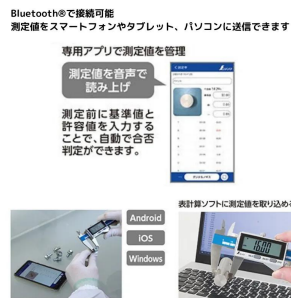 Bluetooth®で接続可能
測定値をスマートフォンやタブレット、パソコンに送信できます
専用アプリで測定値を管理
測定値を音声で
読み上げ
測定前に基準値と
許容値を入力する
ことで、自動で合否
判定ができます。
表計算ソフトに測定値を取り込め
Android
iOS
Windows